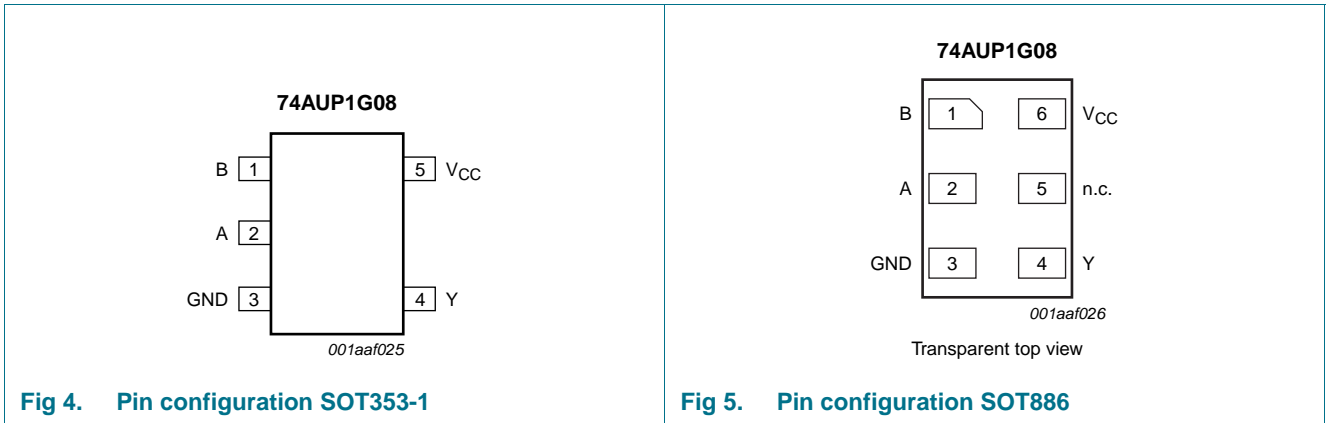 74AUP1G08
B 1 5 VCC
A 2
GND 3 4 Y
001aaf025
Fig 4. Pin configuration SOT353-1
74AUP1G08
B 1 6 VCC
A 2 5 n.c.
GND 3 4 Y
001aaf026
Transparent top view
Fig 5. Pin configuration SOT886